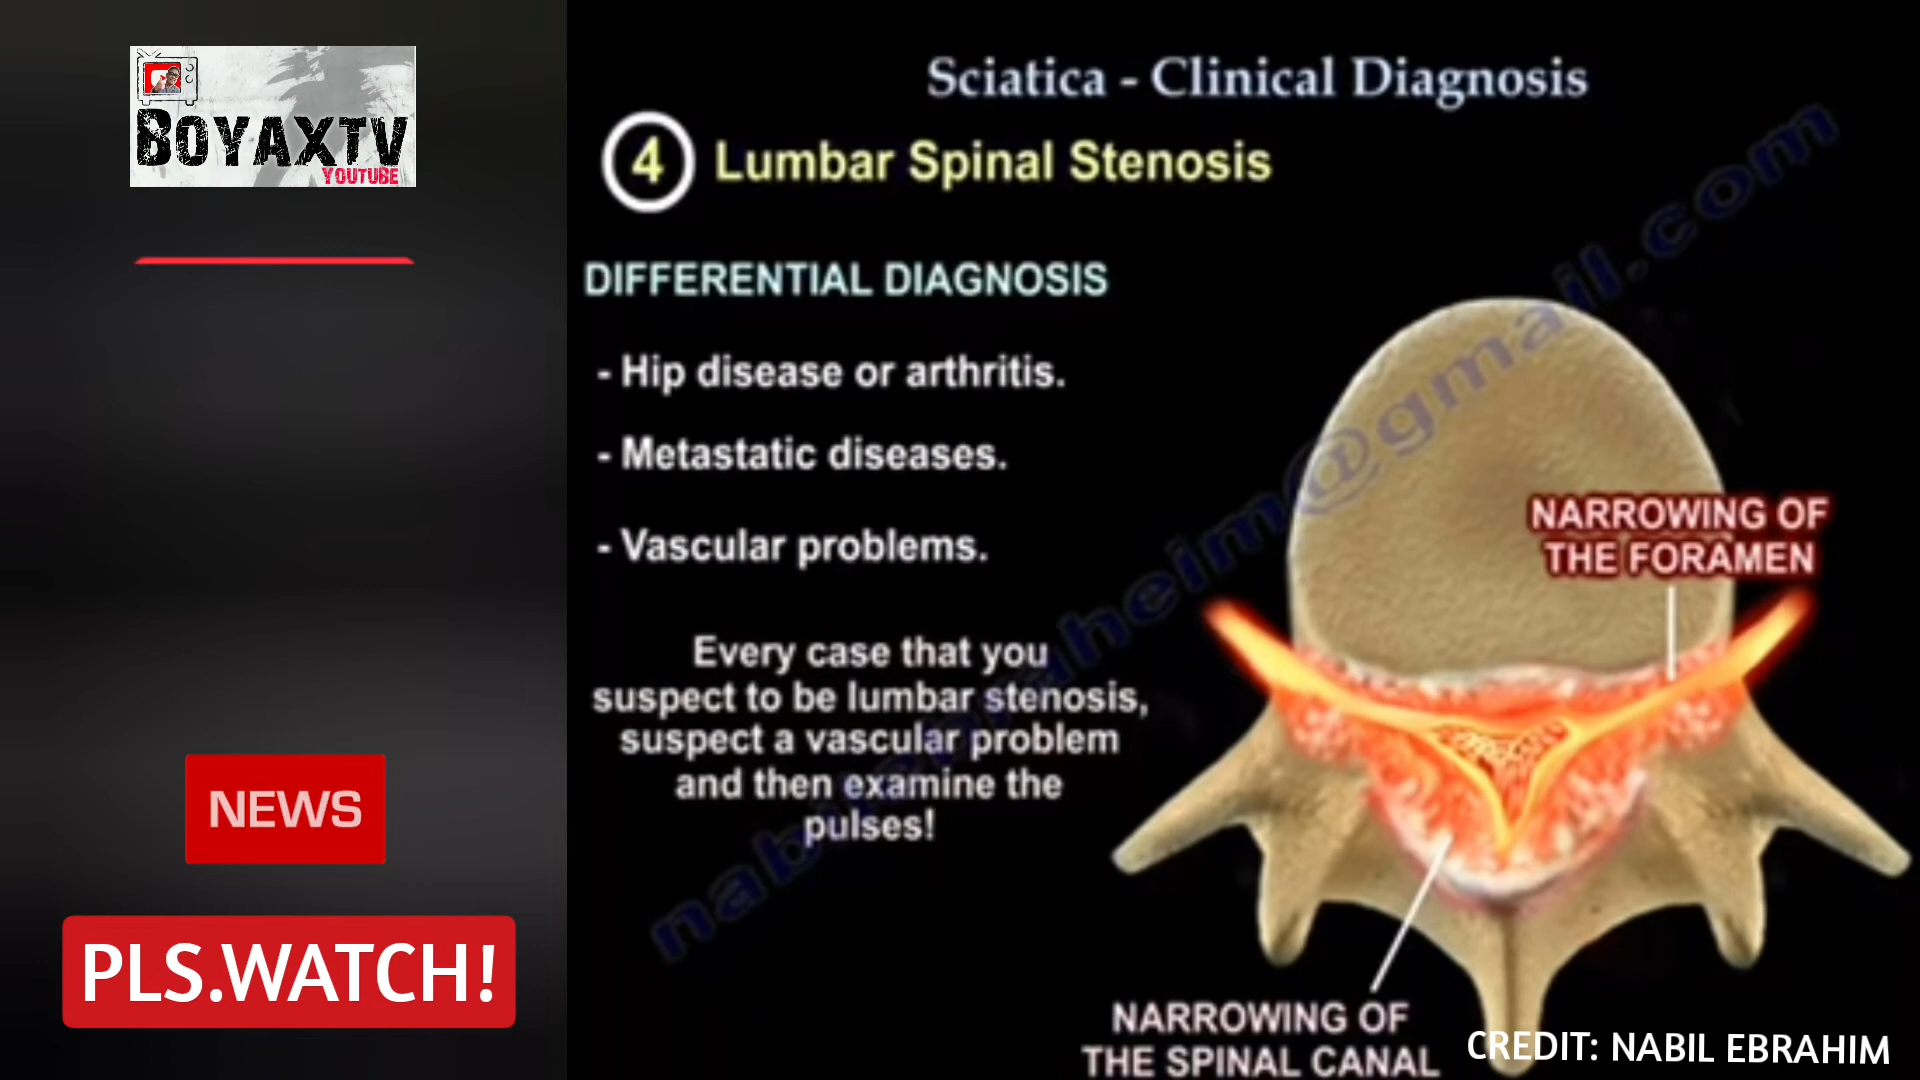 BOYAXTV
YOUTUBE
NEWS
PLS.WATCH!
Sciatica - Clinical Diagnosis
4 Lumbar Spinal Stenosis
DIFFERENTIAL DIAGNOSIS
- Hip disease or arthritis.
- Metastatic diseases.
- Vascular problems.
Every case that you
suspect to be lumbar stenosis,
suspect a vascular problem
and then examine the
pulses!
NARROWING OF
THE FORAMEN
NARROWING OF
THE SPINAL CANAL
CREDIT: NABIL EBRAHIM